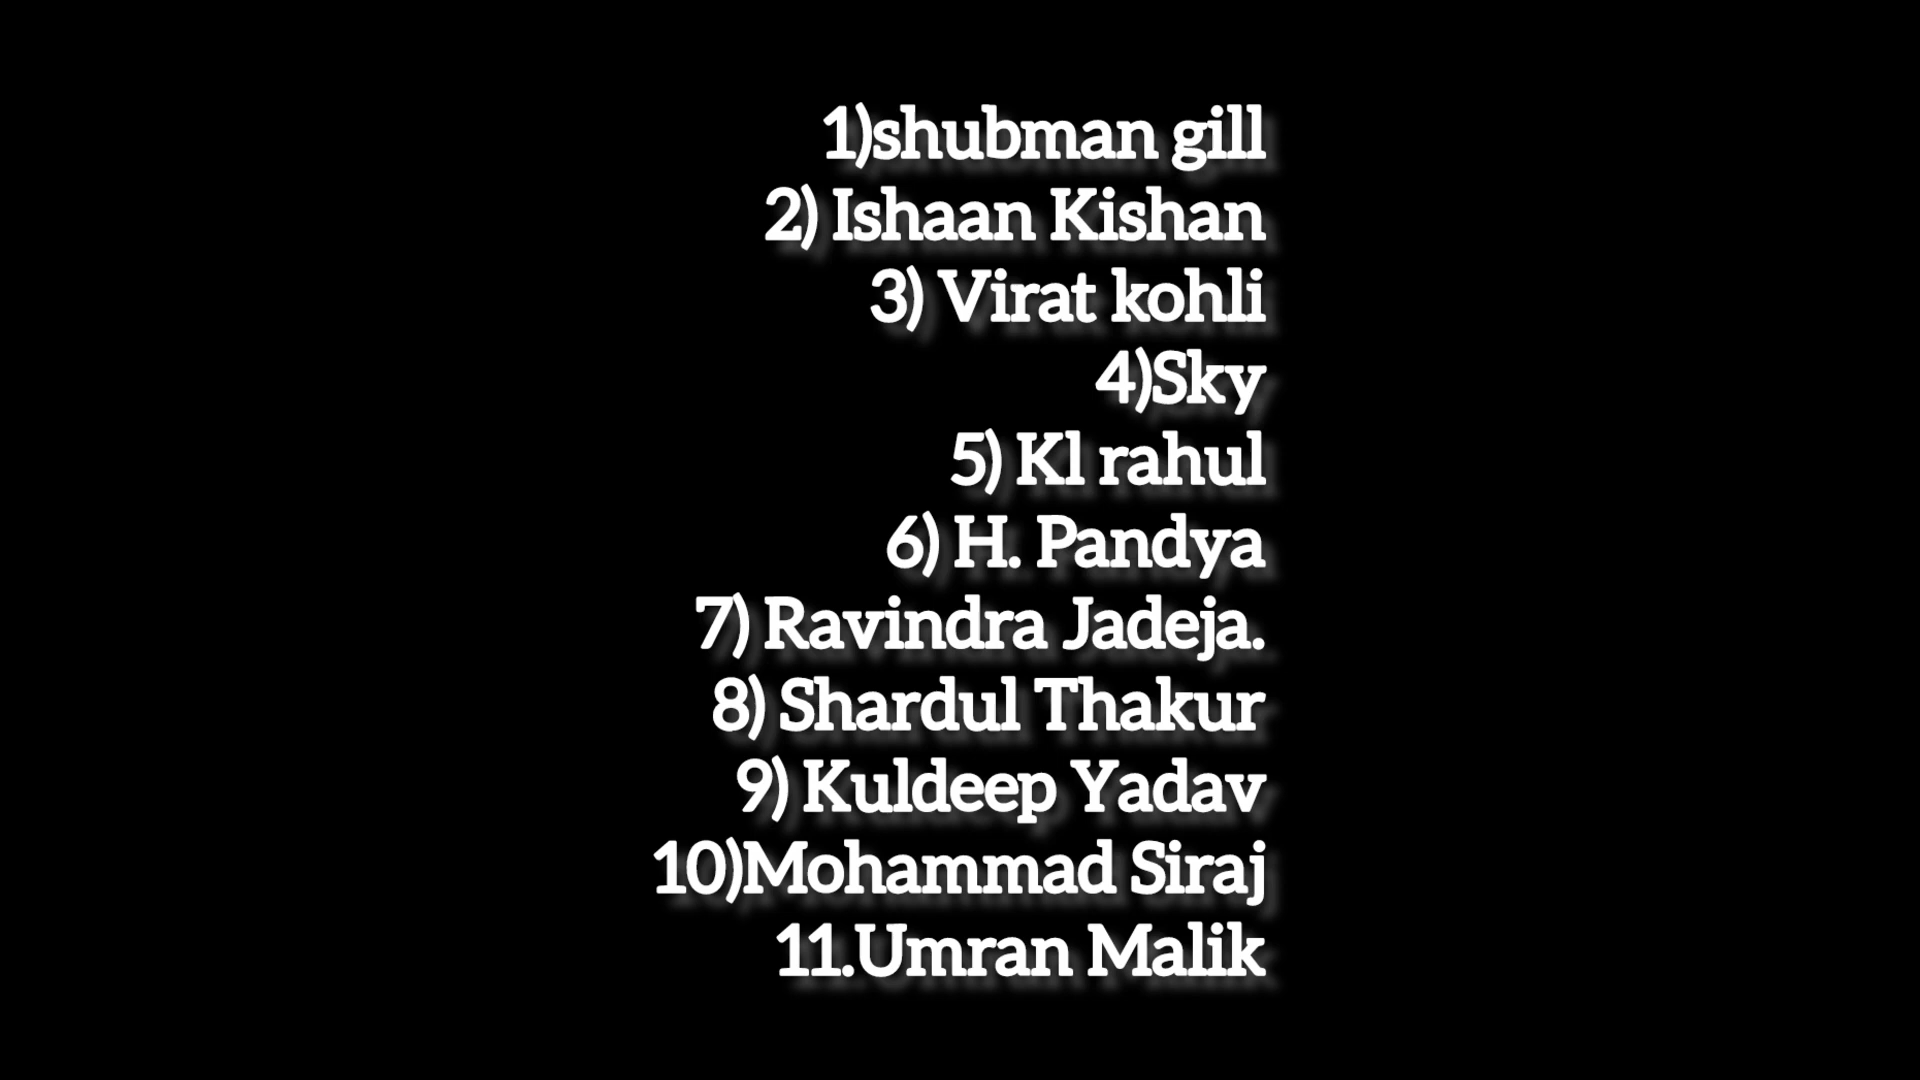 1)shubman gill
2) Ishaan Kishan
3) Virat kohli
4)Sky
5) Kl rahul
6) H. Pandya
7) Ravindra Jadeja.
8) Shardul Thakur
9) Kuldeep Yadav
10)Mohammad Siraj
11.Umran Malik